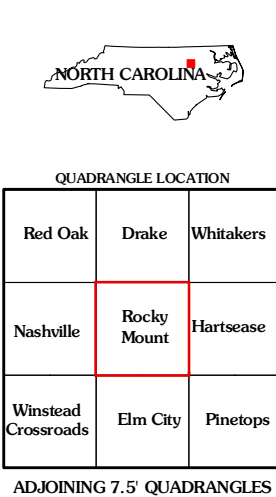 NORTH CAROLINA
QUADRANGLE LOCATION
Red Oak
Drake
Whitakers
Nashville
Rocky
Mount
Hartsease
Winstead
Crossroads
Elm City
Pinetops
ADJOINING 7.5' QUADRANGLES